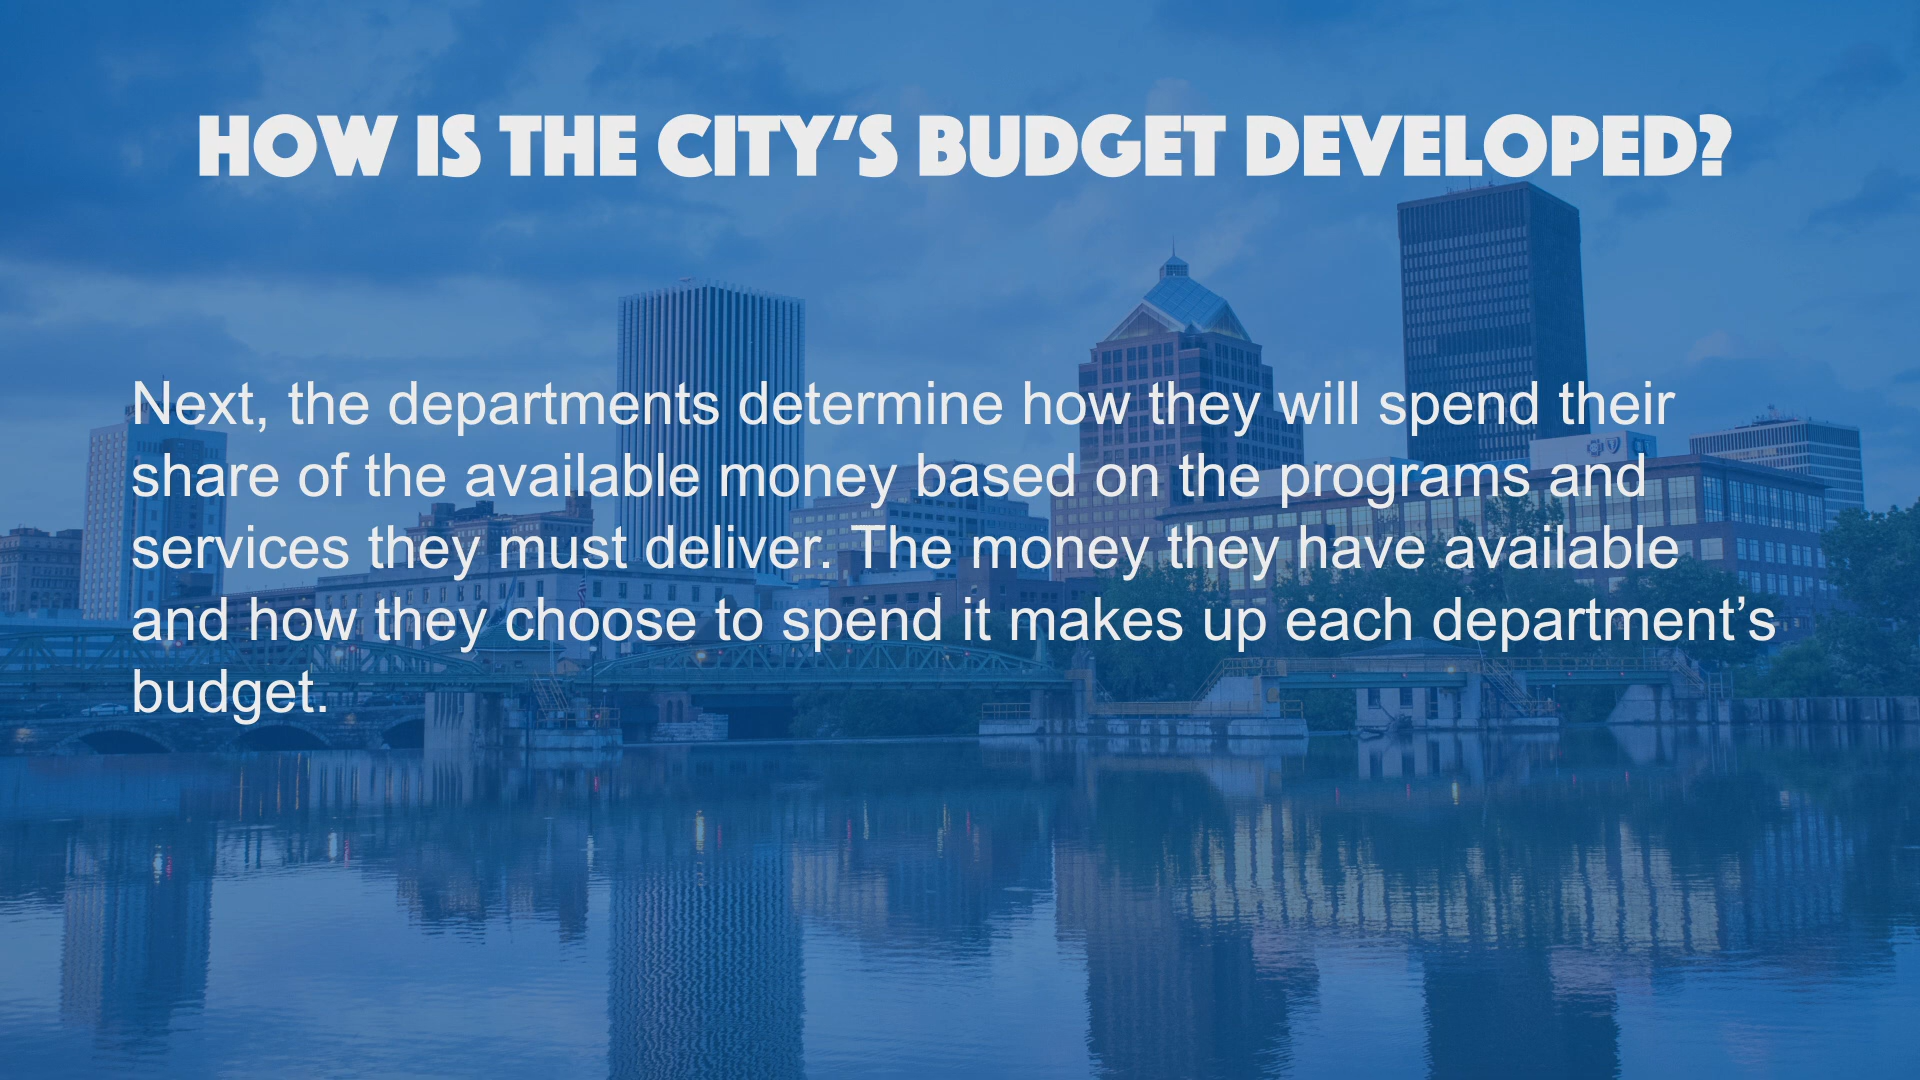 HOW IS THE CITY’S BUDGET DEVELOPED?
Next, the departments determine how they will spend their
share of the available money based on the programs and
services they must deliver. The money they have available
and how they choose to spend it makes up each department’s
budget.